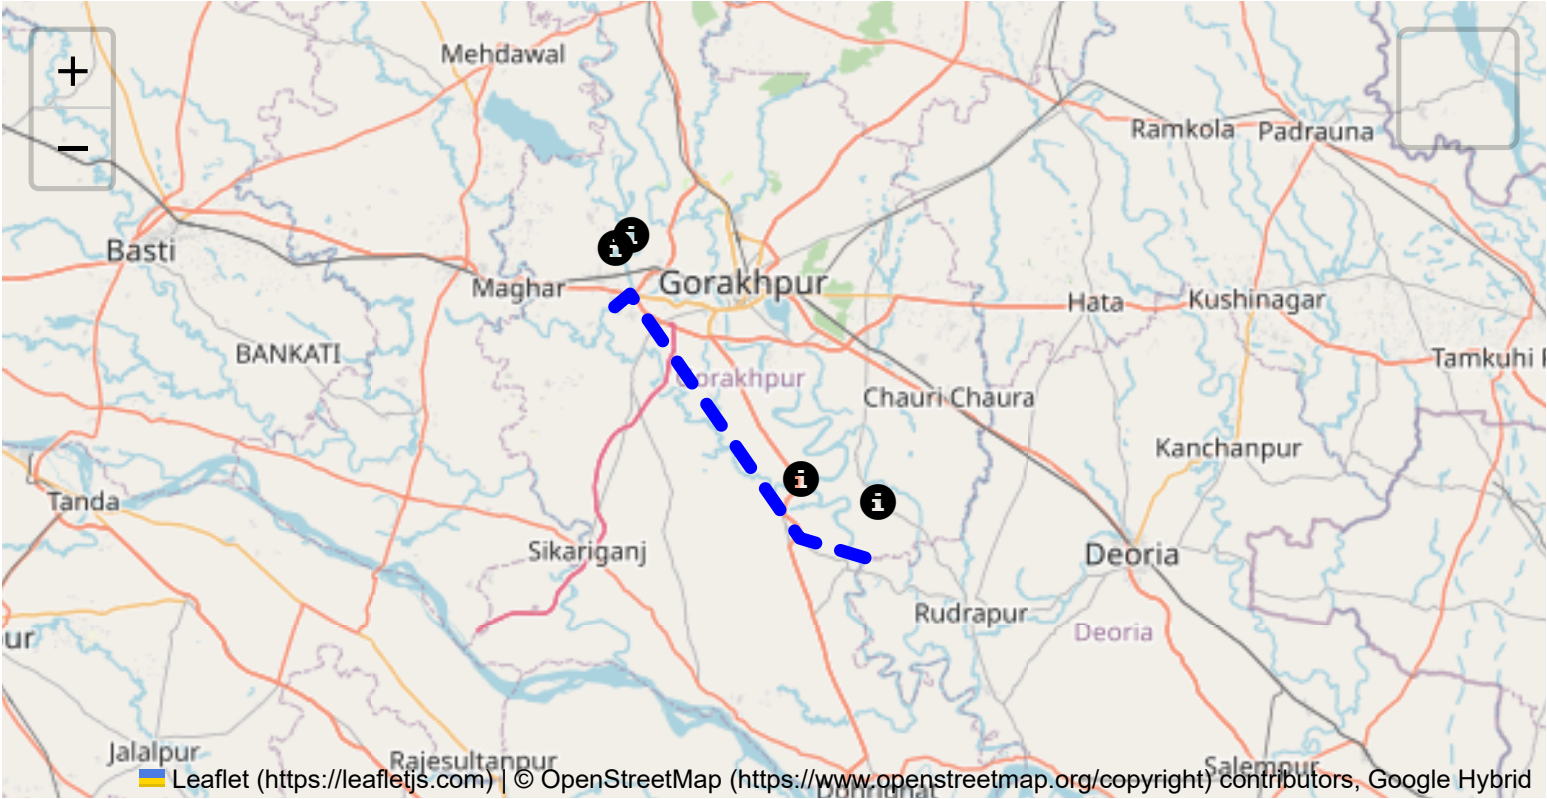 Mehdawal
+
Ramkola
Padrauna
−
Basti
Gorakhpur
Maghar
Kushinagar
Hata
BANKATI
Tamkuhi
Gorakhpur
Chauri Chaura
Kanchanpur
Tanda
Sikariganj
Deoria
Rudrapur
Deoria
ur
Jalalpur
Rajesultanpur
Salempur
Leaflet (https://leafletjs.com) | © OpenStreetMap (https://www.openstreetmap.org/copyright) contributors, Google Hybrid